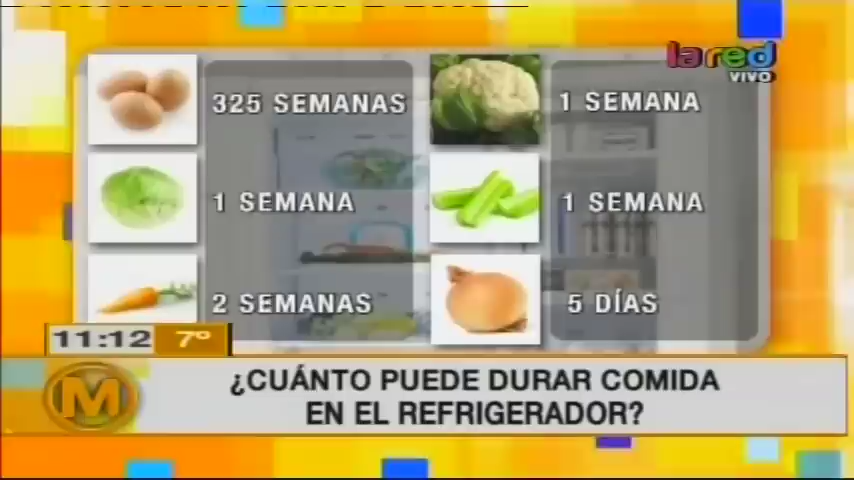 la red
VIVO
325 SEMANAS
1 SEMANA
1 SEMANA
1 SEMANA
2 SEMANAS
5 DÍAS
11:12 7º
M
¿CUÁNTO PUEDE DURAR COMIDA
EN EL REFRIGERADOR?